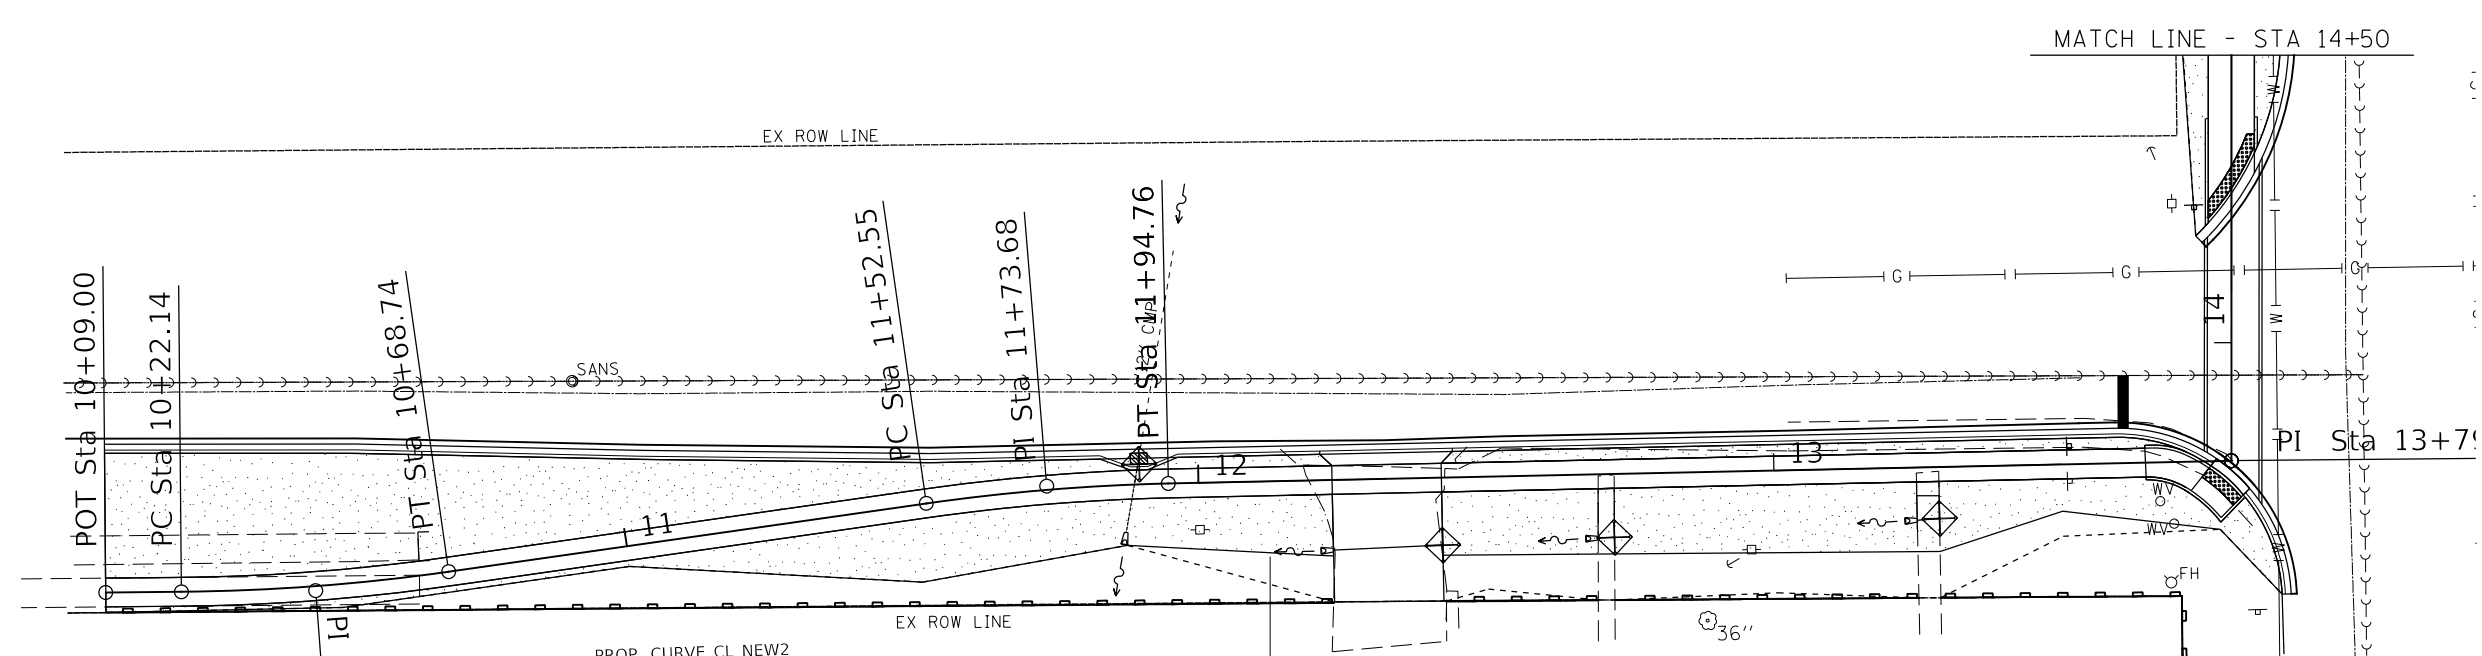 MATCH LINE - STA 14+50
EX ROW LINE
POT Sta 10+09.00
PC Sta 10+22.14
PT Sta 10+68.74
PC Sta 11+52.55
PI Sta 11+73.68
PT Sta 11+94.76
CMP
SANS
G
G
G
W
W
W
14
PI Sta 13+79
13
12
11
WV
WV
FH
PI
EX ROW LINE
36''
PROP. CURVE CL NEW2